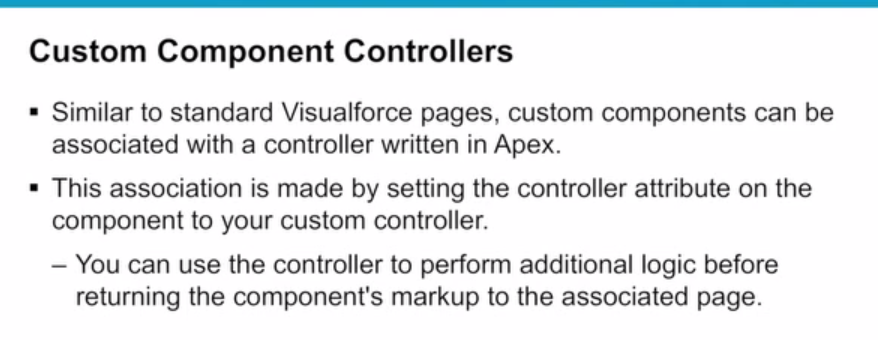 Custom Component Controllers
▪ Similar to standard Visualforce pages, custom components can be
associated with a controller written in Apex.
▪ This association is made by setting the controller attribute on the
component to your custom controller.
– You can use the controller to perform additional logic before
returning the component's markup to the associated page.